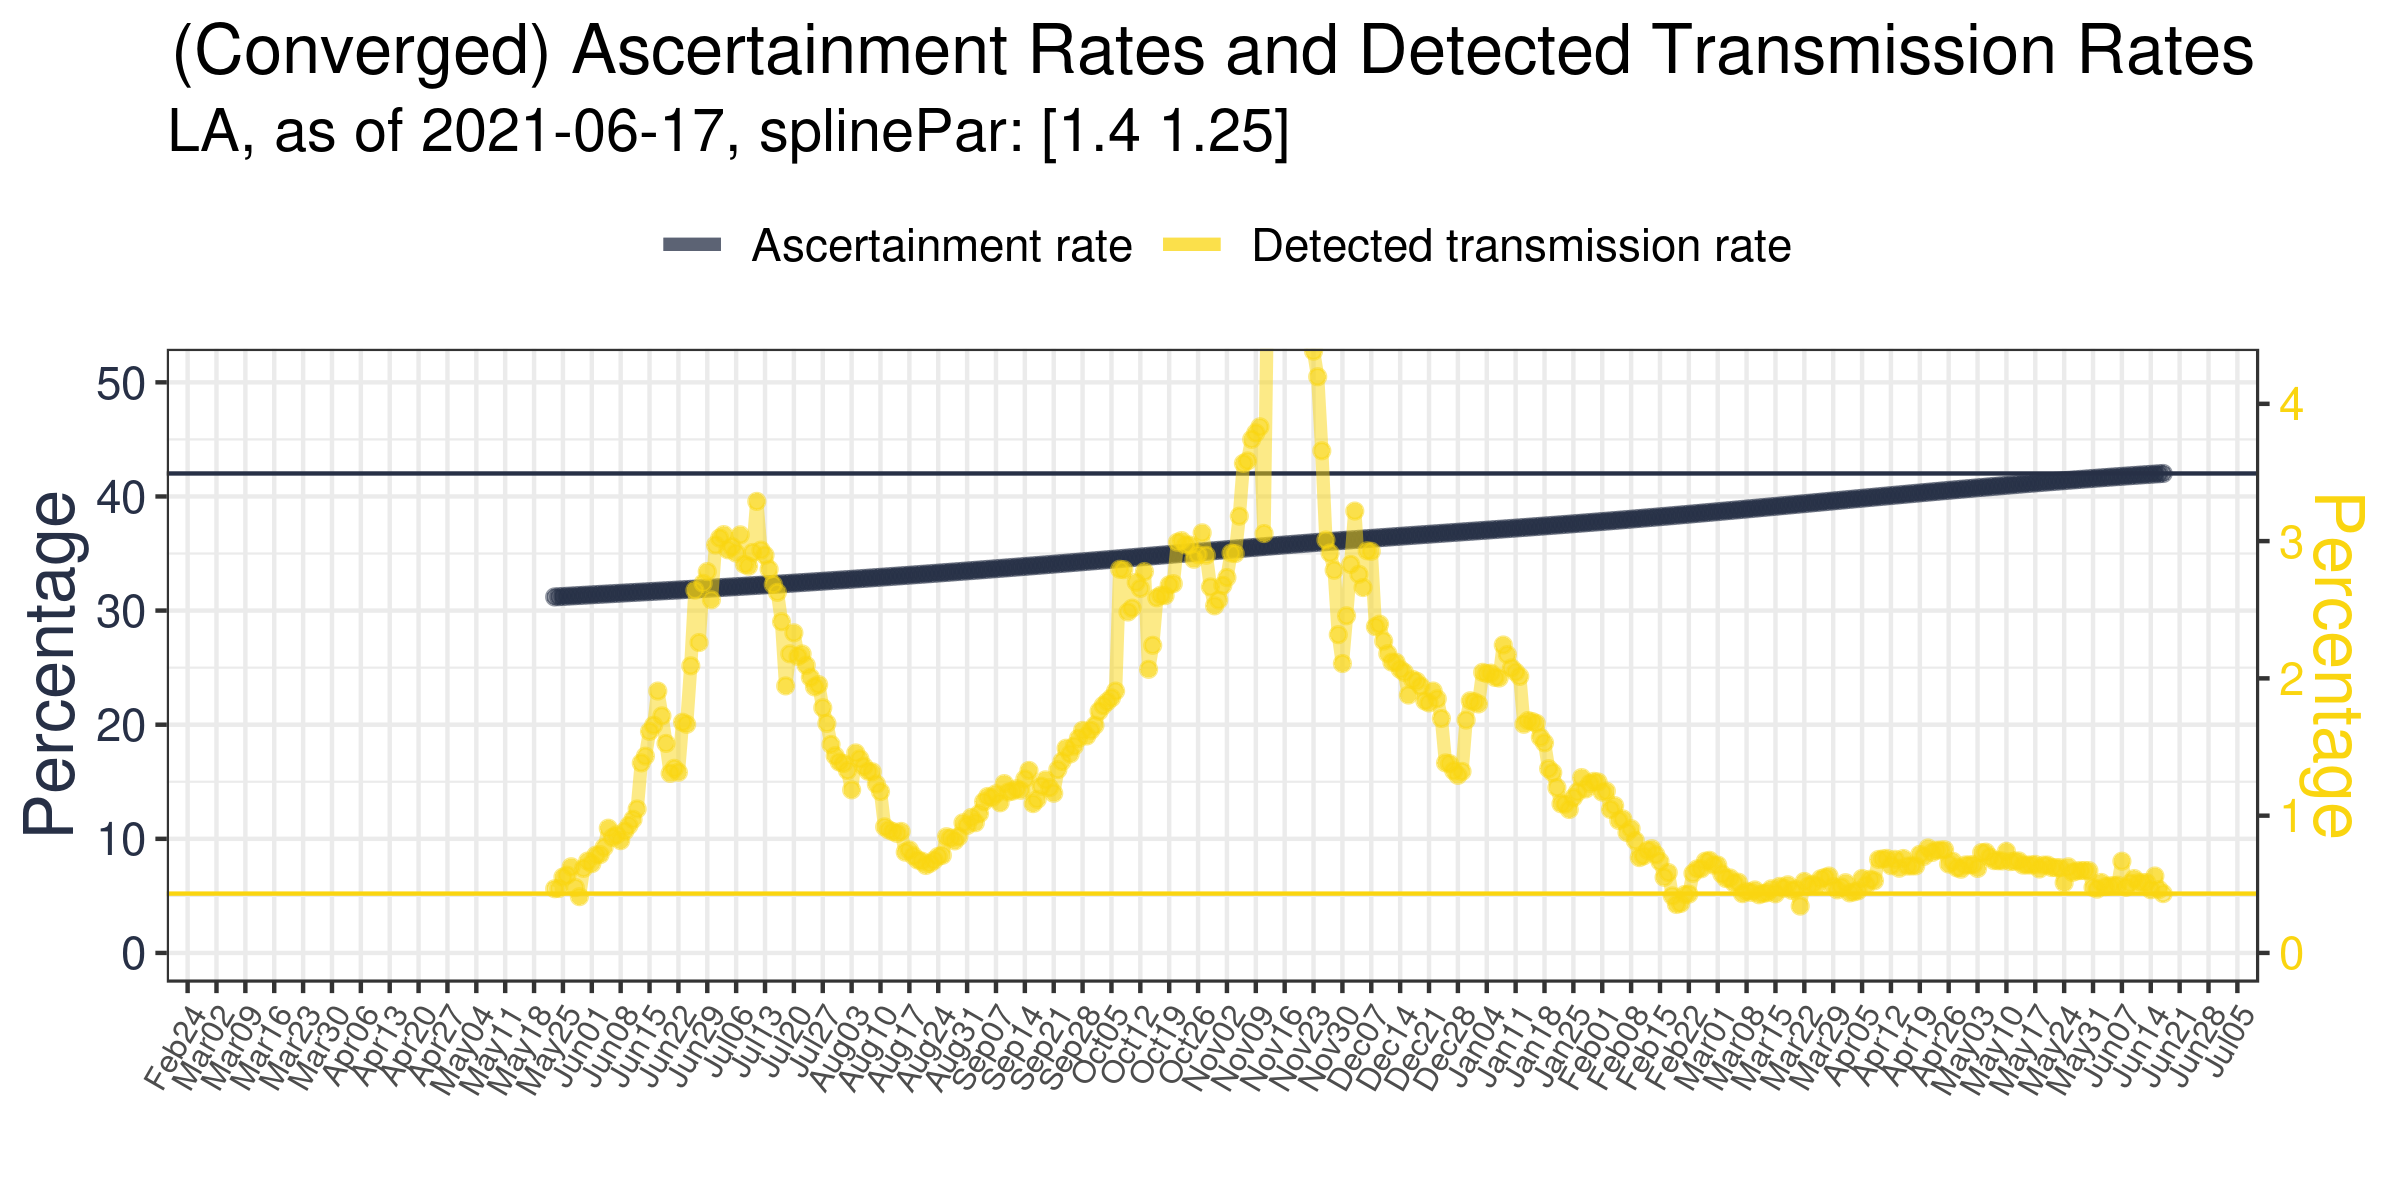 (Converged) Ascertainment Rates and Detected Transmission Rates
LA, as of 2021-06-17, splinePar: [1.4 1.25]
Ascertainment rate Detected transmission rate
Percentage
50
40
30
20
10
0
4
3
2
1
0
Percentage
Feb24 Mar02 Mar09 Mar16 Mar23 Mar30 Apr06 Apr13 Apr20 Apr27 May04 May11 May18 May25 Jun01 Jun08 Jun15 Jun22 Jun29 Jul06 Jul13 Jul20 Jul27 Aug03 Aug10 Aug17 Aug24 Aug31 Sep07 Sep14 Sep21 Sep28 Oct05 Oct12 Oct19 Oct26 Nov02 Nov09 Nov16 Nov23 Nov30 Dec07 Dec14 Dec21 Dec28 Jan04 Jan11 Jan18 Jan25 Feb01 Feb08 Feb15 Feb22 Mar01 Mar08 Mar15 Mar22 Mar29 Apr05 Apr12 Apr19 Apr26 May03 May10 May17 May24 May31 Jun07 Jun14 Jun21 Jun28 Jul05